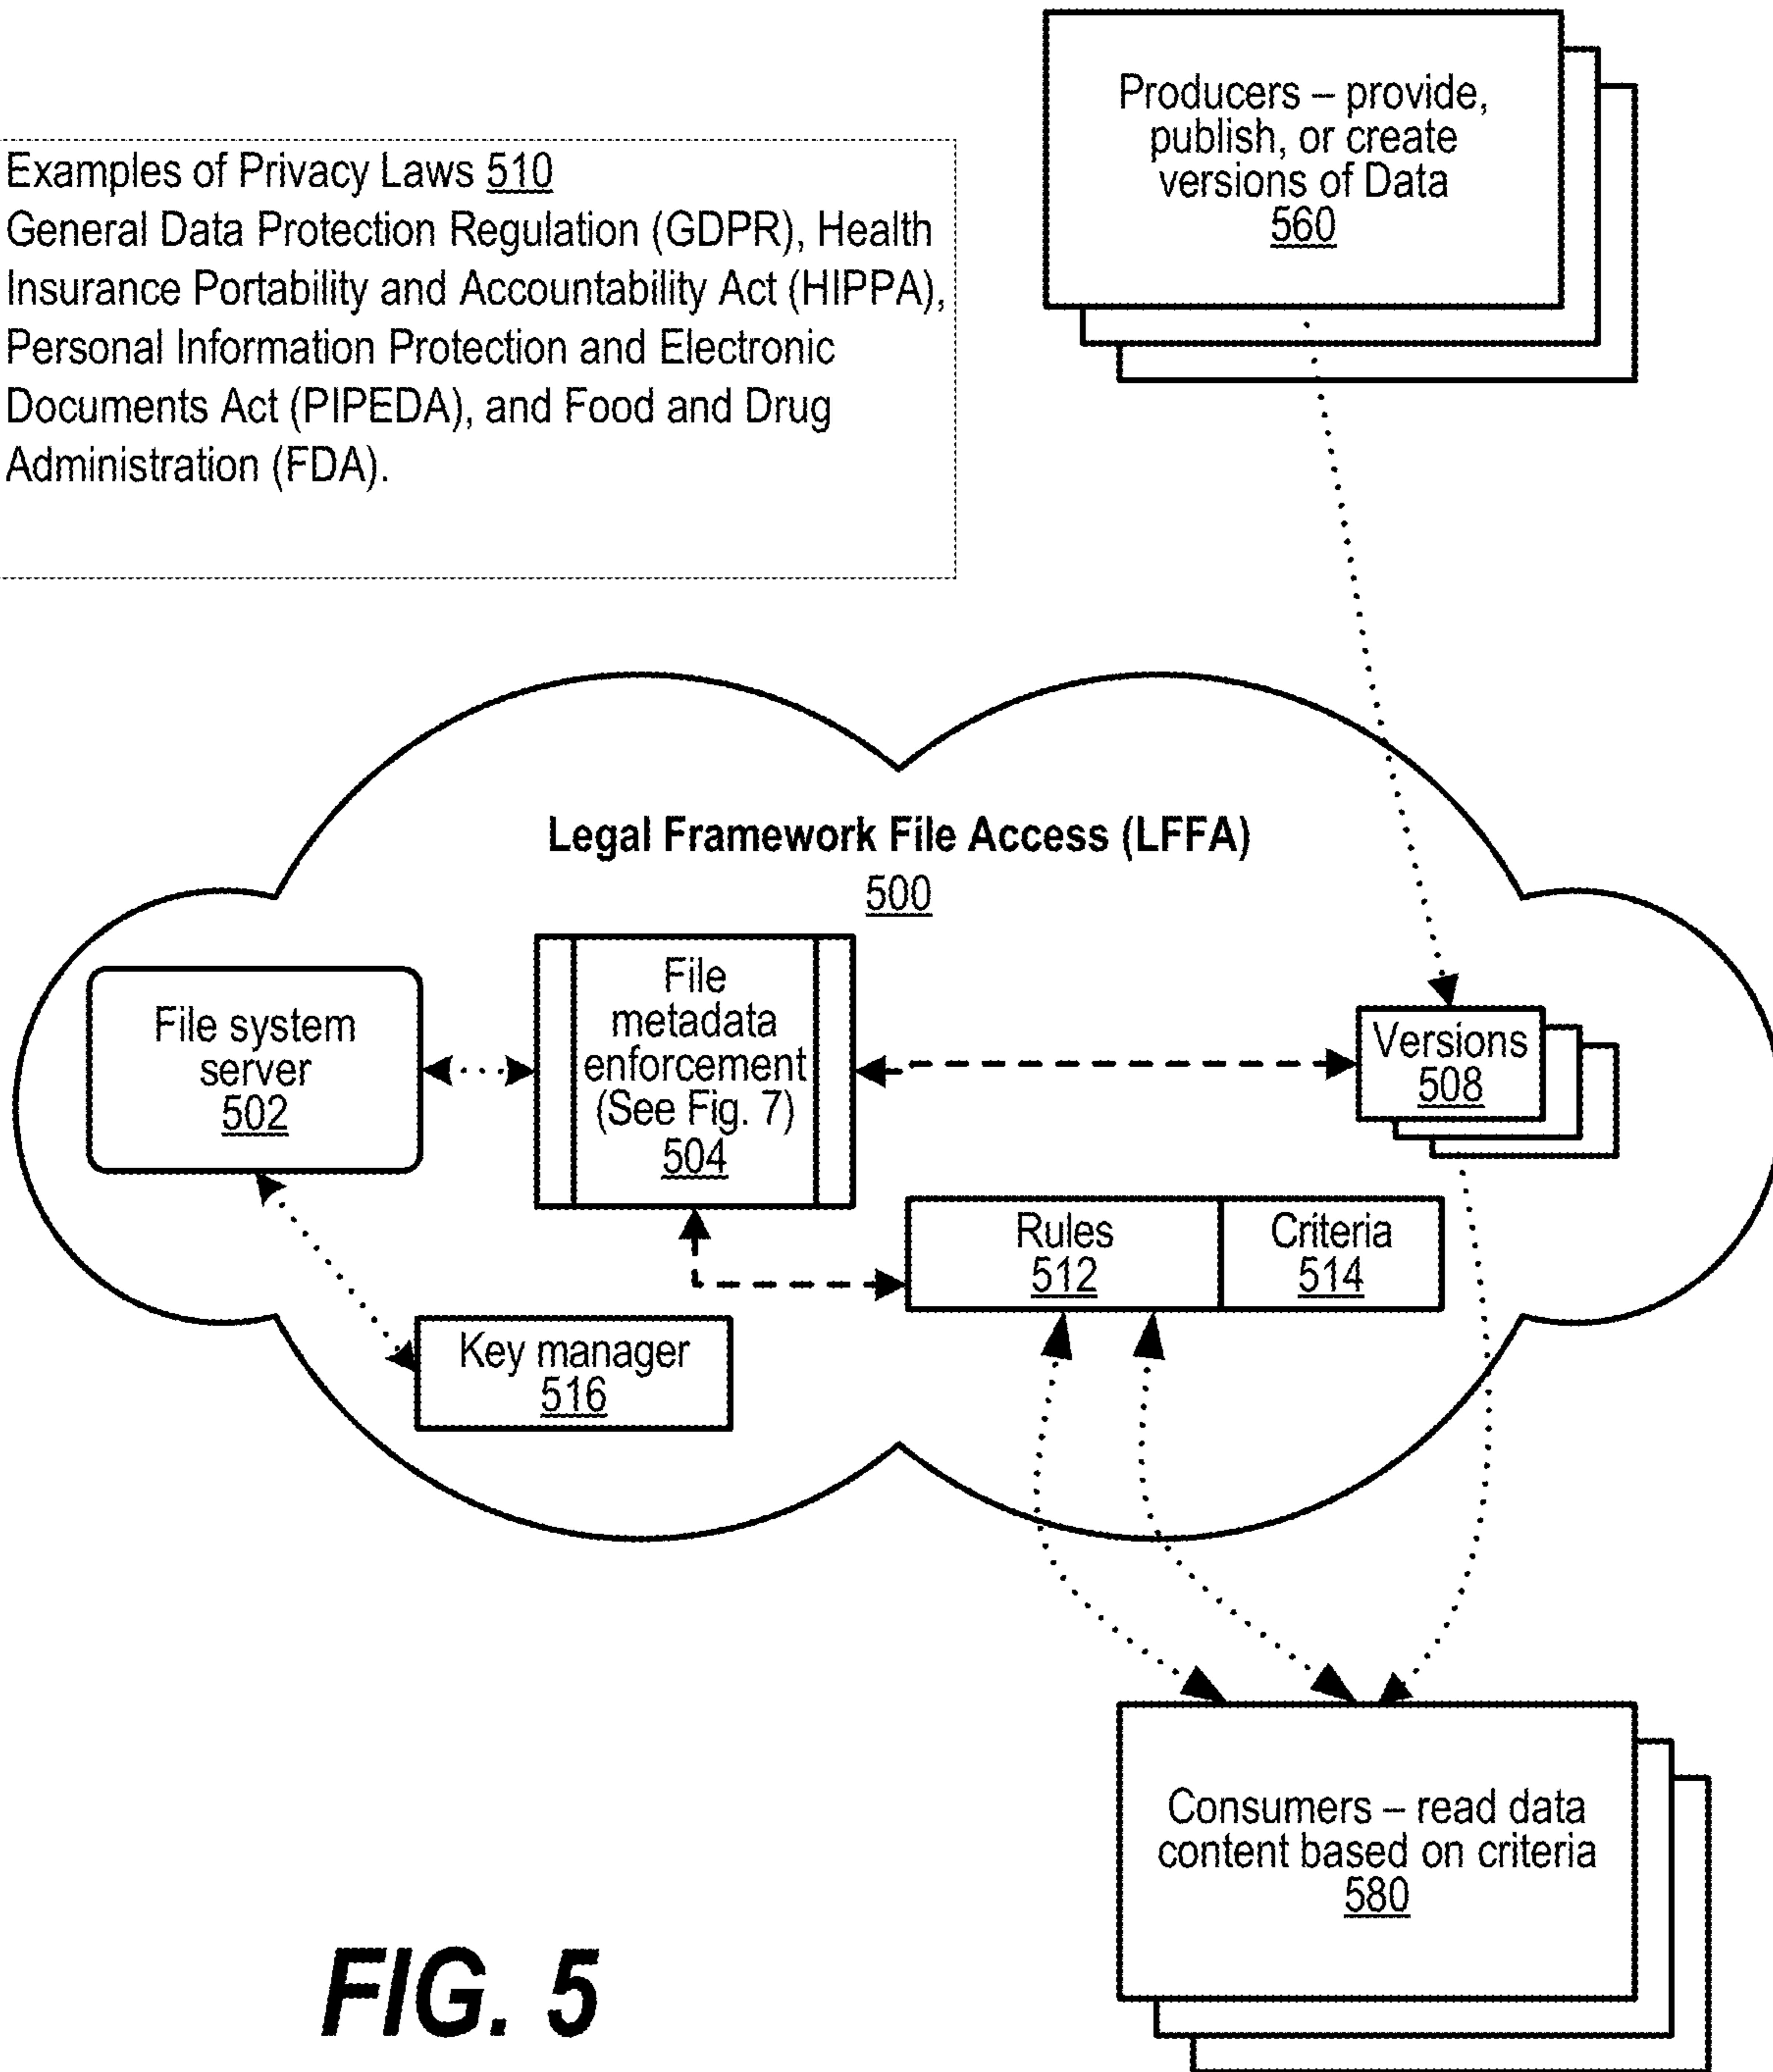 Producers – provide,
publish, or create
versions of Data
560
Examples of Privacy Laws 510
General Data Protection Regulation (GDPR), Health
Insurance Portability and Accountability Act (HIPPA),
Personal Information Protection and Electronic
Documents Act (PIPEDA), and Food and Drug
Administration (FDA).
Legal Framework File Access (LFFA)
500
File system
server
502
File
metadata
enforcement
(See Fig. 7)
504
Versions
508
Rules
512
Criteria
514
Key manager
516
Consumers – read data
content based on criteria
580
FIG. 5